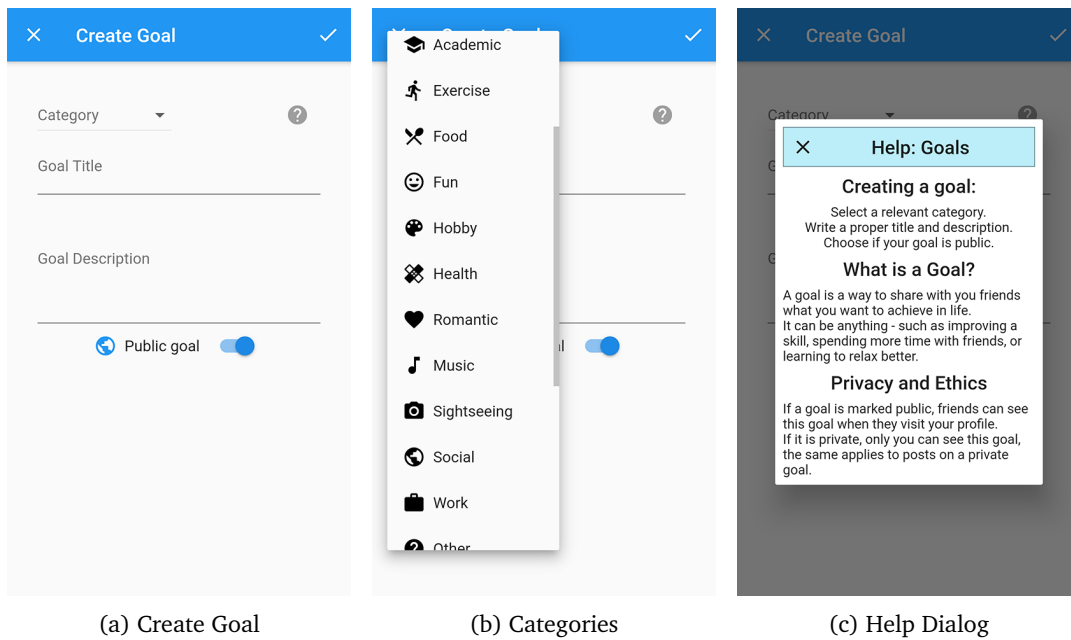 Create Goal
Category
Goal Title
Goal Description
Public goal
(a) Create Goal
Academic
Exercise
Food
Fun
Hobby
Health
Romantic
Music
Sightseeing
Social
Work
Other
(b) Categories
Create Goal
Category
Help: Goals
Creating a goal:
Select a relevant category.
Write a proper title and description.
Choose if your goal is public.
What is a Goal?
A goal is a way to share with you friends
what you want to achieve in life.
It can be anything - such as improving a
skill, spending more time with friends, or
learning to relax better.
Privacy and Ethics
If a goal is marked public, friends can see
this goal when they visit your profile.
If it is private, only you can see this goal,
the same applies to posts on a private
goal.
(c) Help Dialog